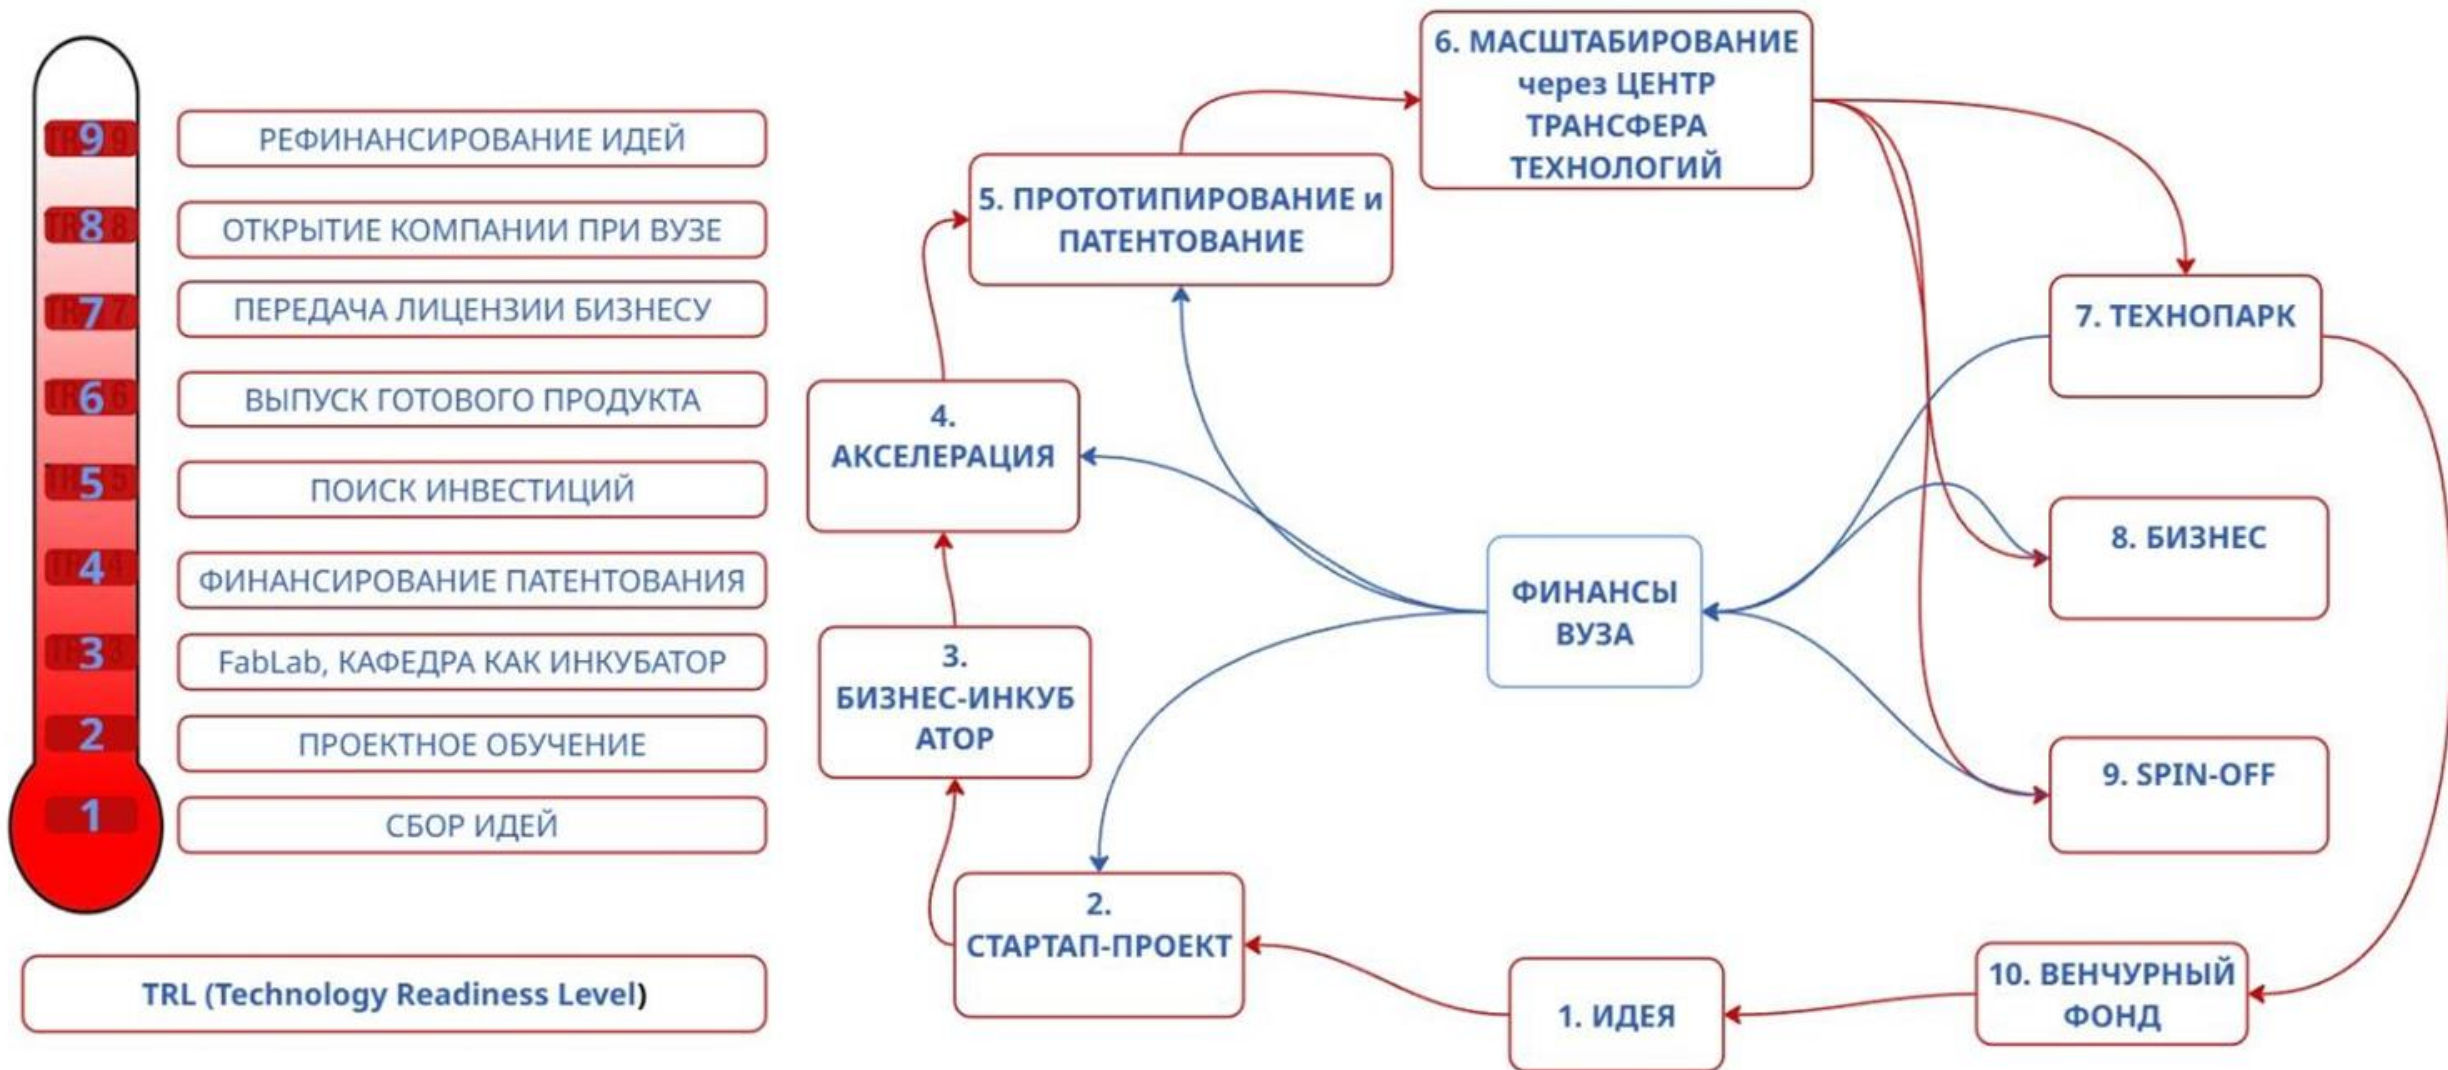 9
РЕФИНАНСИРОВАНИЕ ИДЕЙ
8
ОТКРЫТИЕ КОМПАНИИ ПРИ ВУЗЕ
7
ПЕРЕДАЧА ЛИЦЕНЗИИ БИЗНЕСУ
6
ВЫПУСК ГОТОВОГО ПРОДУКТА
5
ПОИСК ИНВЕСТИЦИЙ
4
ФИНАНСИРОВАНИЕ ПАТЕНТОВАНИЯ
3
FabLab, КАФЕДРА КАК ИНКУБАТОР
2
ПРОЕКТНОЕ ОБУЧЕНИЕ
1
СБОР ИДЕЙ
TRL (Technology Readiness Level)
6. МАСШТАБИРОВАНИЕ
через ЦЕНТР
ТРАНСФЕРА
ТЕХНОЛОГИЙ
5. ПРОТОТИПИРОВАНИЕ и
ПАТЕНТОВАНИЕ
7. ТЕХНОПАРК
4.
АКСЕЛЕРАЦИЯ
8. БИЗНЕС
ФИНАНСЫ
ВУЗА
3.
БИЗНЕС-ИНКУБ
АТОР
9. SPIN-OFF
2.
СТАРТАП-ПРОЕКТ
10. ВЕНЧУРНЫЙ
ФОНД
1. ИДЕЯ